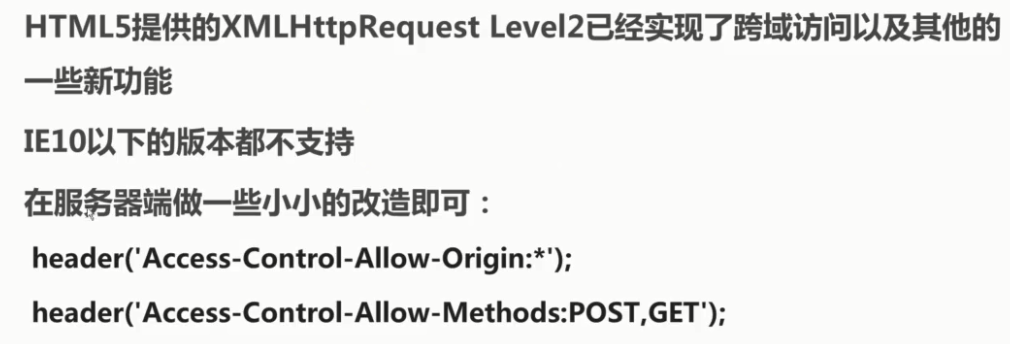 HTML5提供的XMLHttpRequest Level2已经实现了跨域访问以及其他的
一些新功能
IE10以下的版本都不支持
在服务器端做一些小小的改造即可：
header('Access-Control-Allow-Origin:*');
header('Access-Control-Allow-Methods:POST,GET');